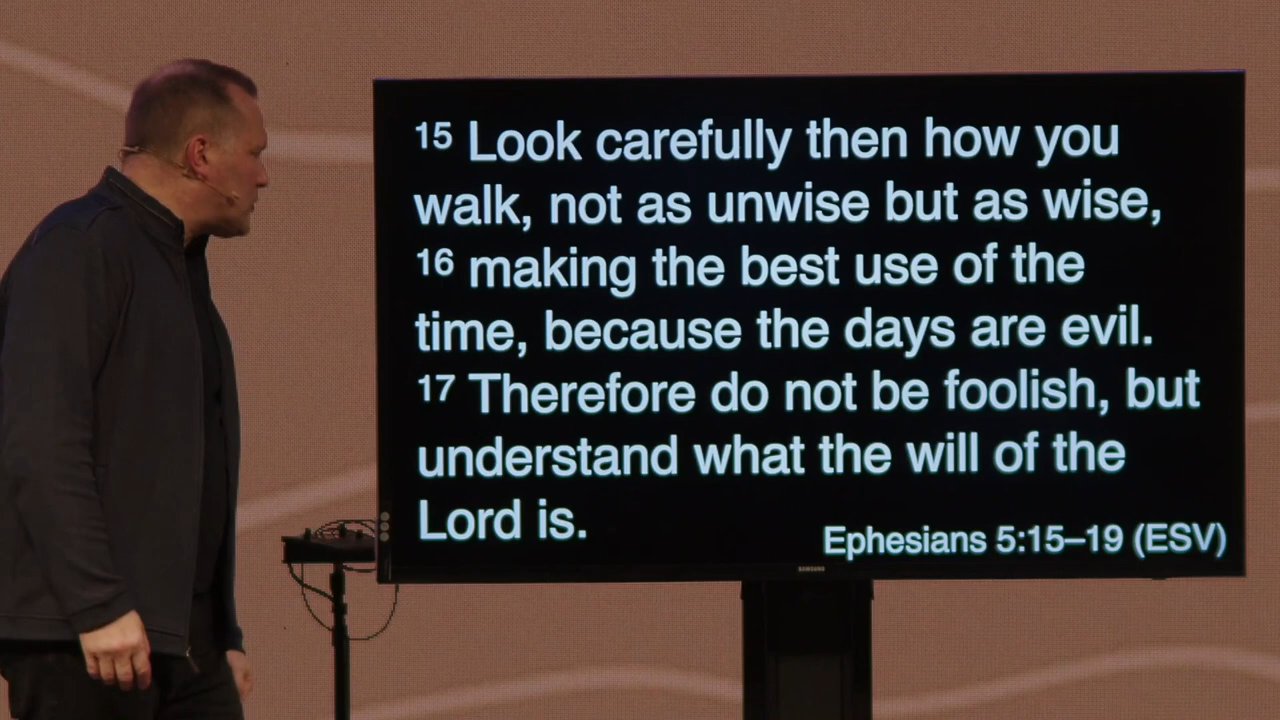 15 Look carefully then how you
walk, not as unwise but as wise,
16 making the best use of the
time, because the days are evil.
17 Therefore do not be foolish, but
understand what the will of the
Lord is.
Ephesians 5:15–19 (ESV)
SAMSUNG